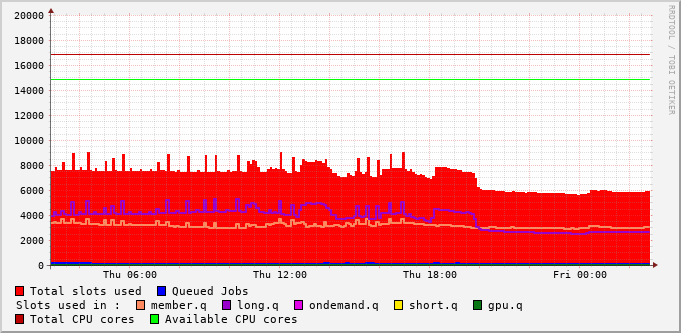 20000
18000
16000
14000
12000
10000
8000
6000
4000
2000
0
Thu 06:00 Thu 12:00 Thu 18:00 Fri 00:00
Total slots used Queued Jobs
Slots used in : member.q long.q ondemand.q short.q gpu.q
Total CPU cores Available CPU cores
RRDTOOL / TOBI OETIKER